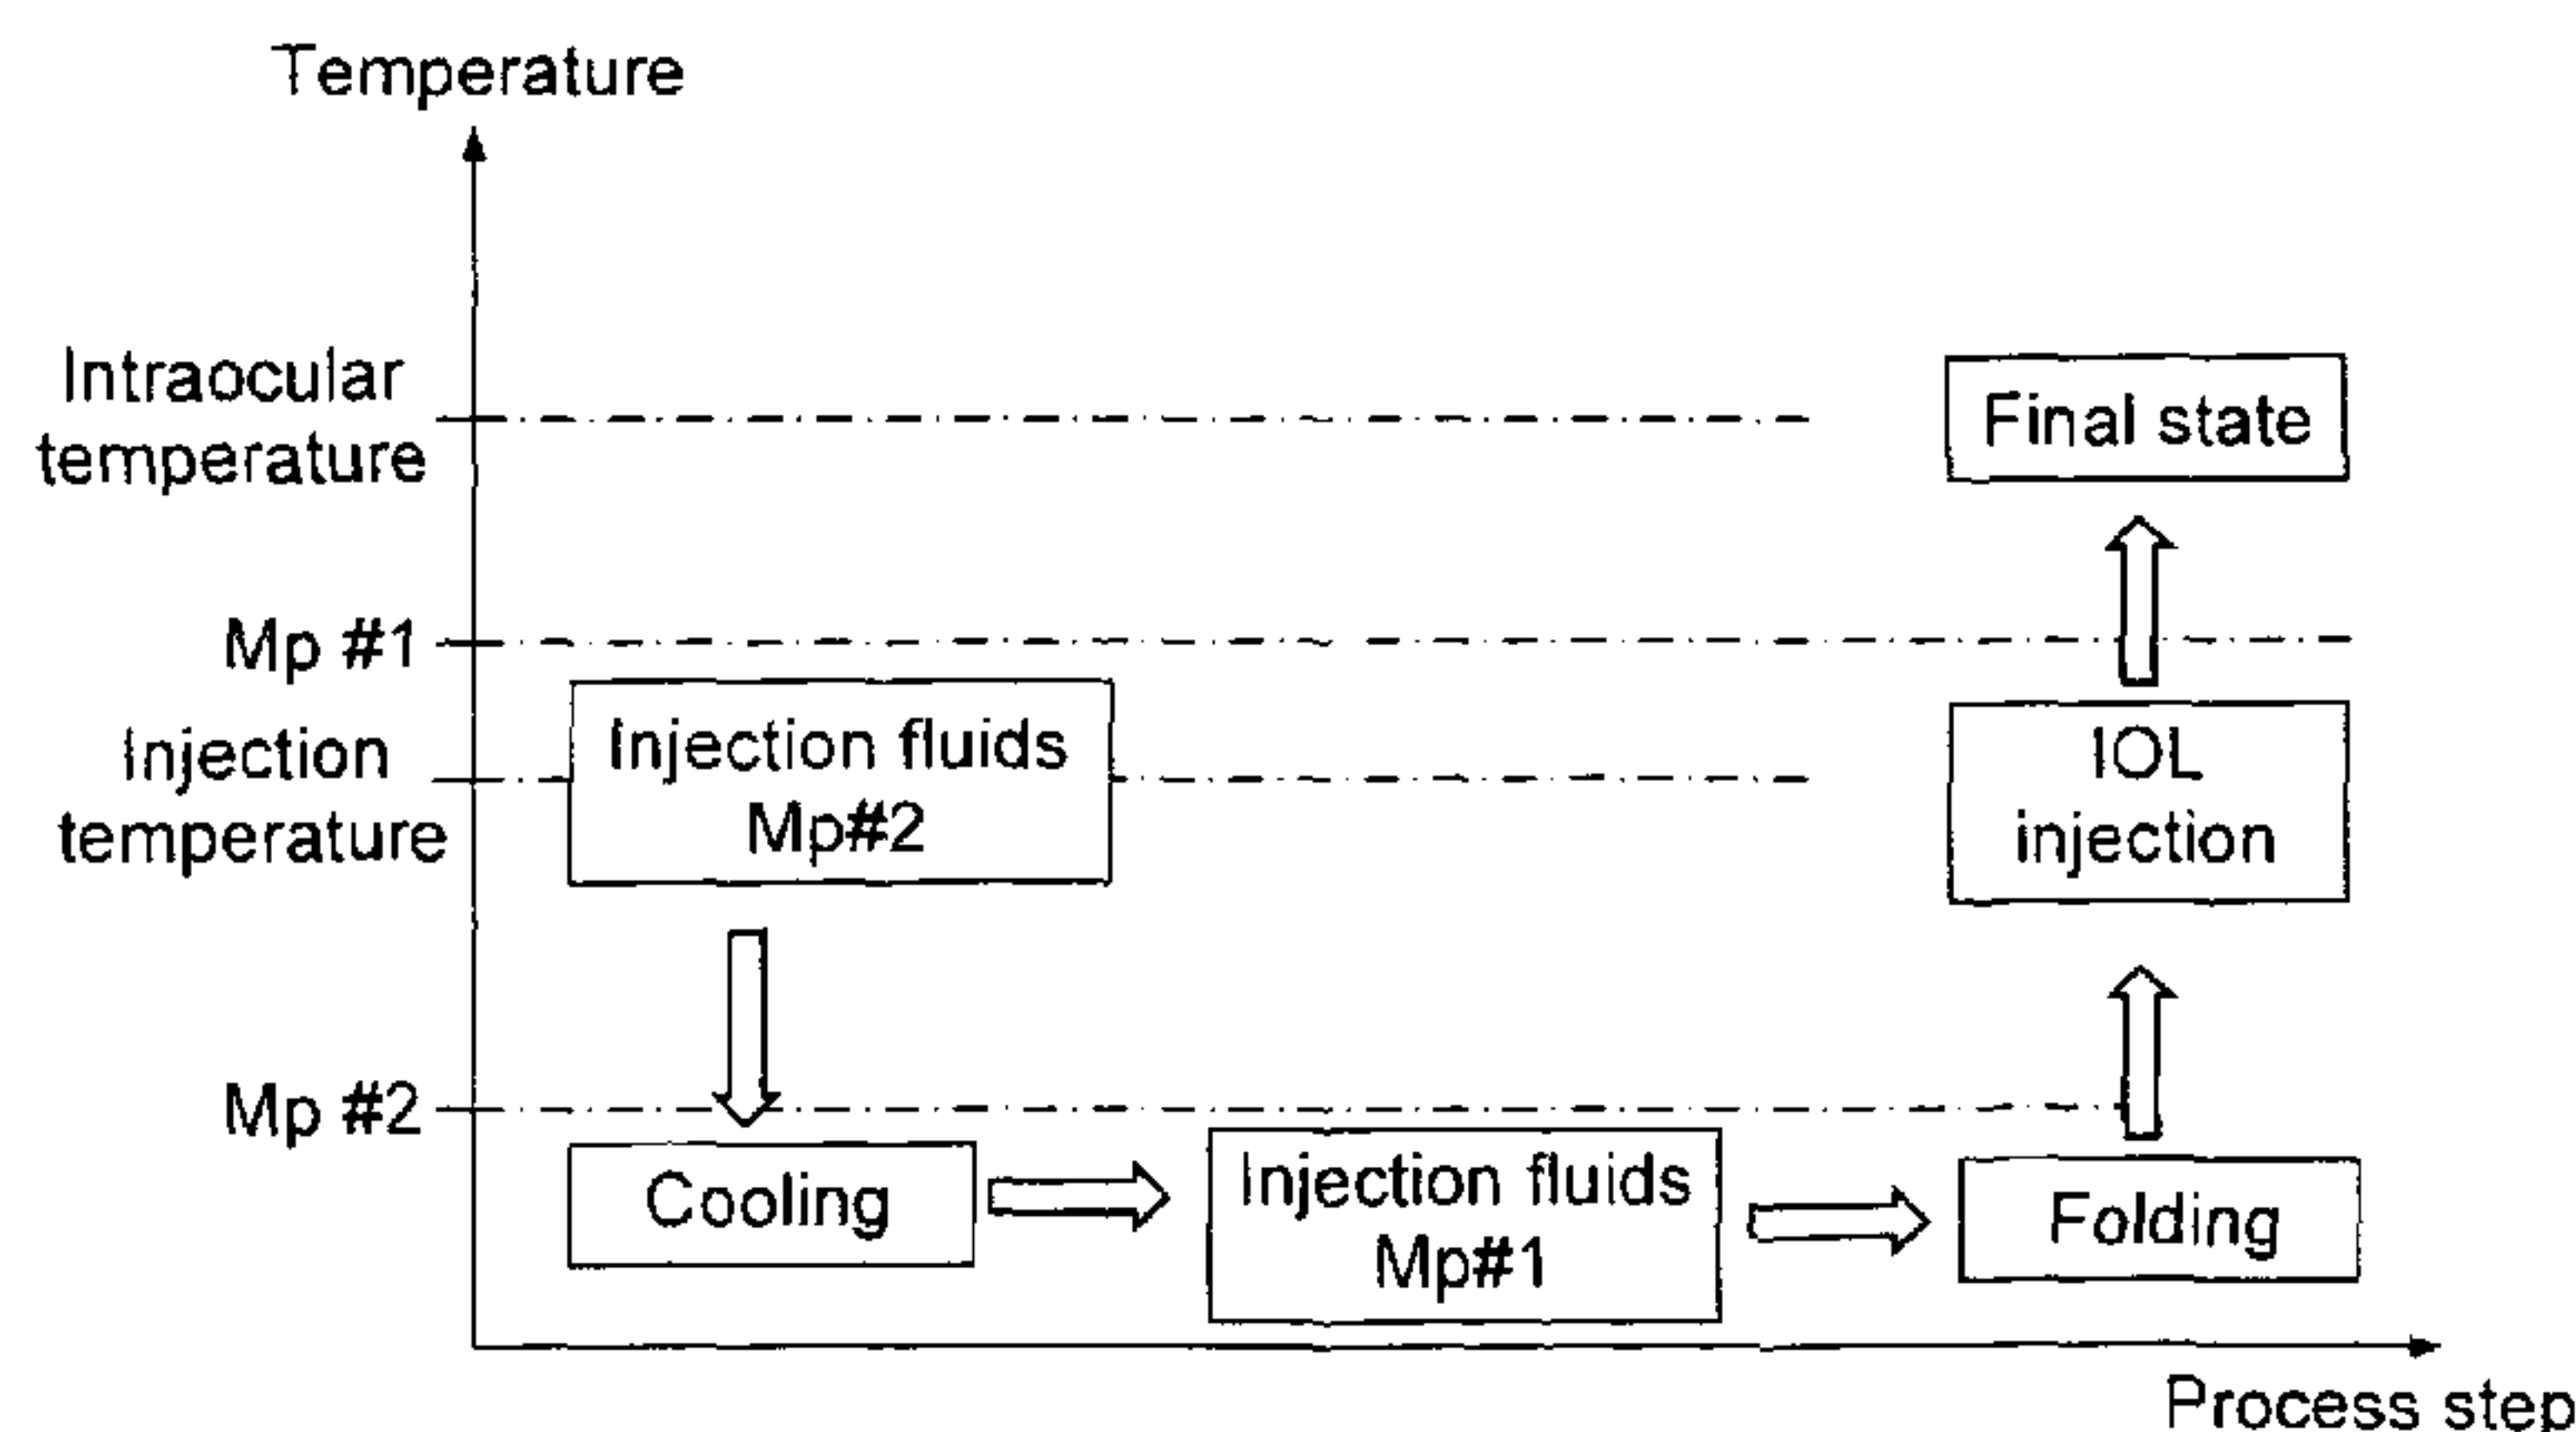 Temperature
Intraocular
temperature
Final state
Mp #1
Injection
temperature
Injection fluids
Mp#2
IOL
injection
Mp #2
Cooling
Injection fluids
Mp#1
Folding
Process step